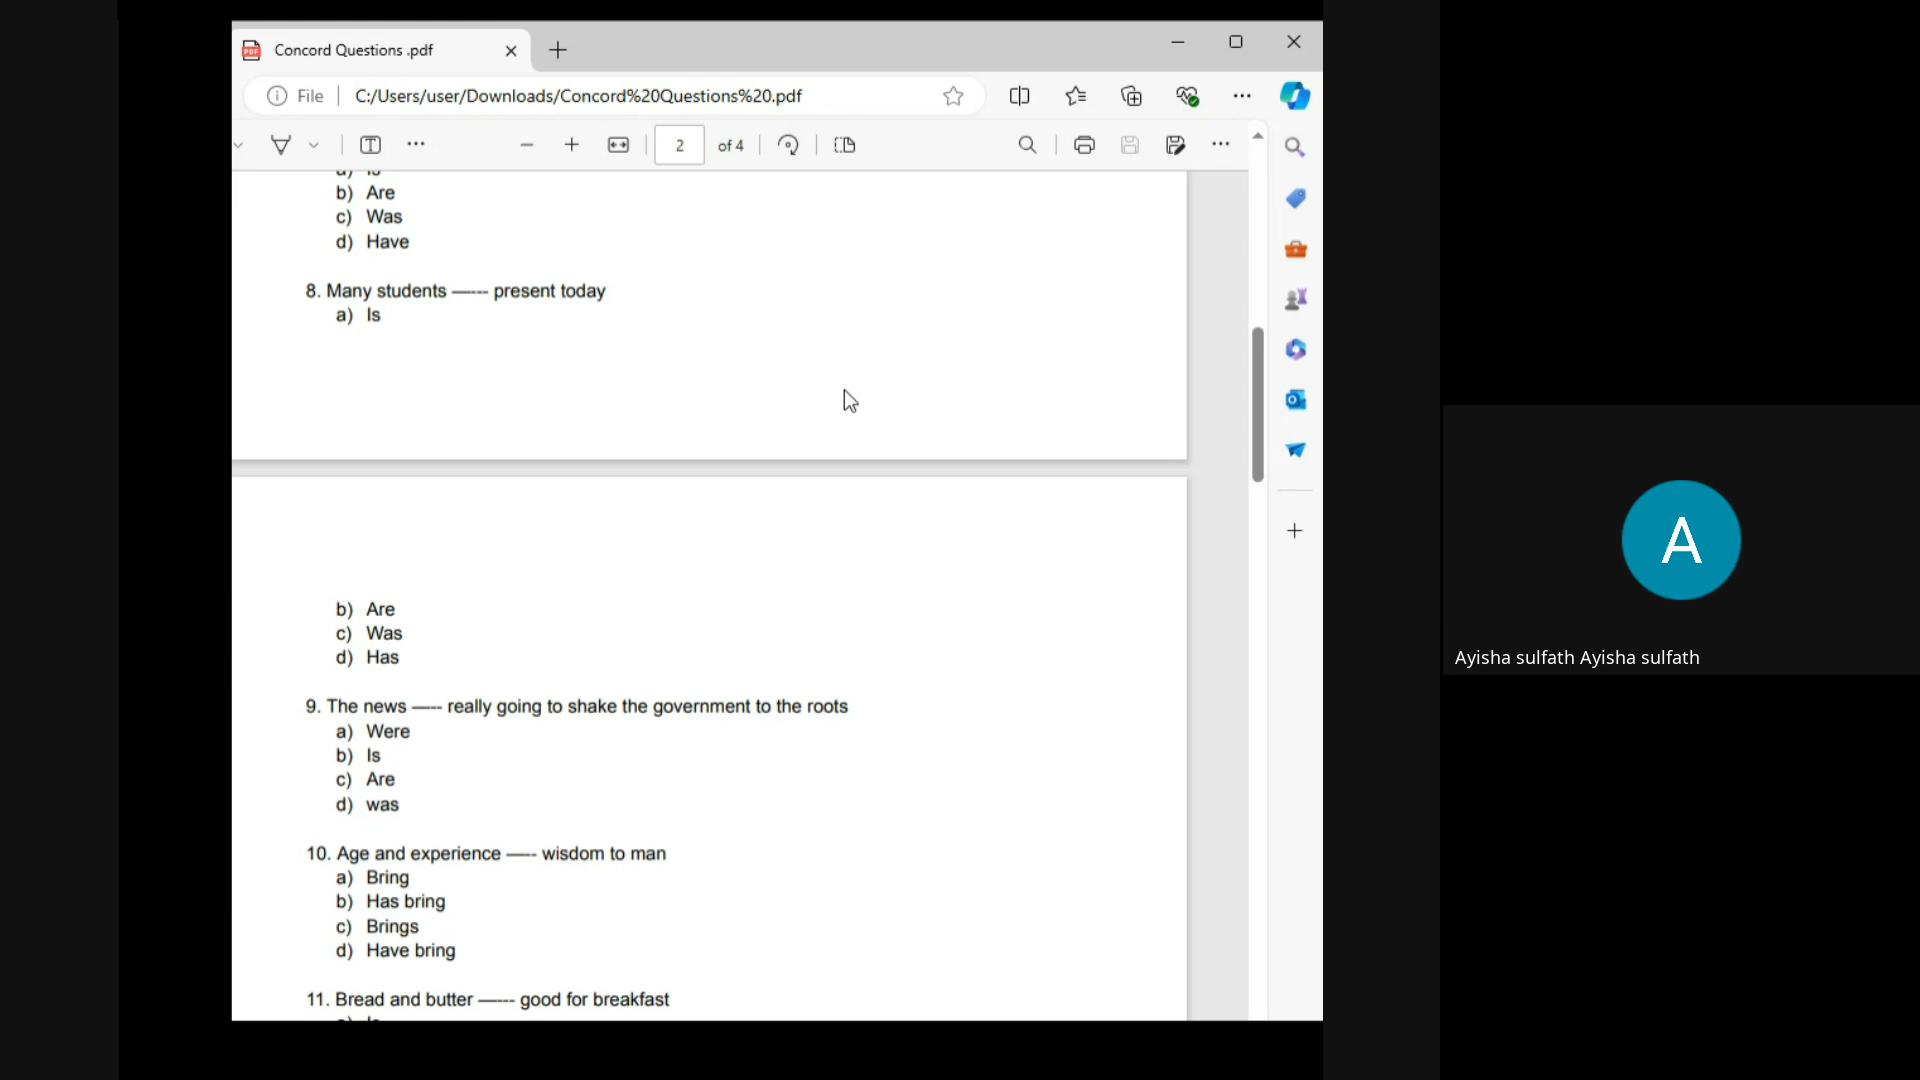 Concord Questions .pdf
File C:/Users/user/Downloads/Concord%20Questions%20.pdf
2 of 4
b) Are
c) Was
d) Have
8. Many students ——-- present today
a) Is
b) Are
c) Was
d) Has
9. The news —-- really going to shake the government to the roots
a) Were
b) Is
c) Are
d) was
10. Age and experience —-- wisdom to man
a) Bring
b) Has bring
c) Brings
d) Have bring
11. Bread and butter ——-- good for breakfast
A
Ayisha sulfath Ayisha sulfath